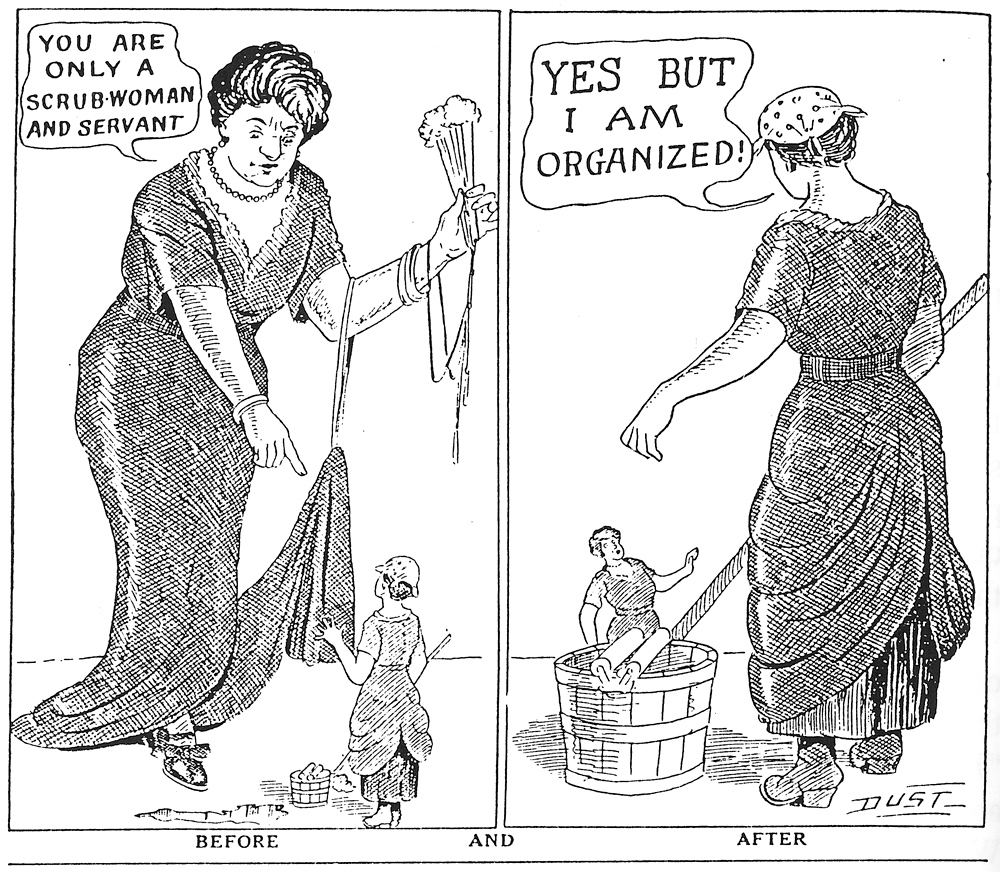 YOU ARE
ONLY A
SCRUB-WOMAN
AND SERVANT
YES BUT
I AM
ORGANIZED!
DUST
BEFORE AND AFTER